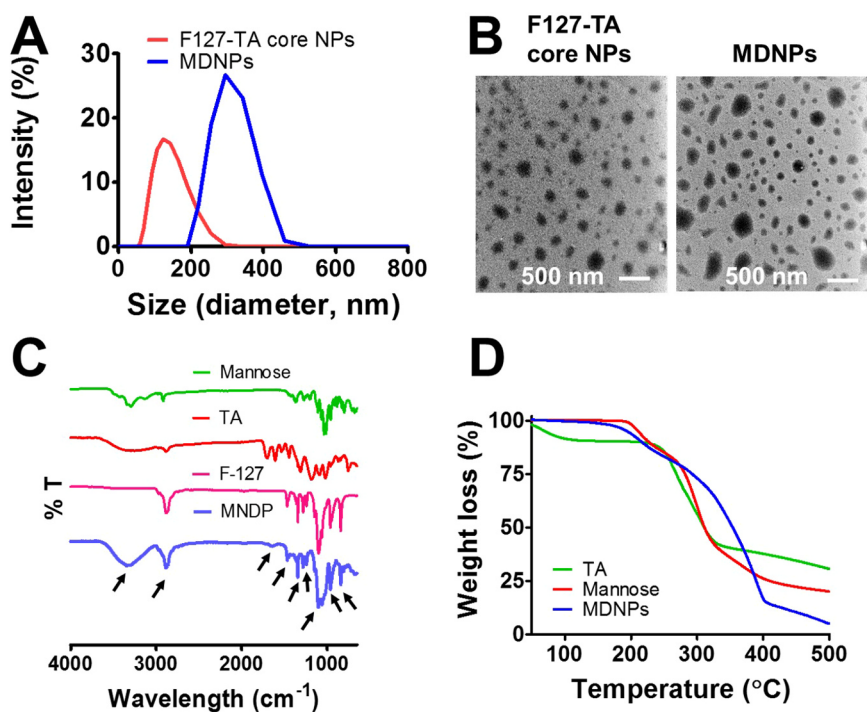 A
F127-TA core NPs
MDNPs
Intensity (%)
30
20
10
0
0 200 400 600 800
Size (diameter, nm)
B
F127-TA
core NPs
MDNPs
500 nm
500 nm
C
Mannose
TA
F-127
MNDP
% T
4000 3000 2000 1000
Wavelength (cm⁻¹)
D
Weight loss (%)
100
75
50
25
0
TA
Mannose
MDNPs
100 200 300 400 500
Temperature (°C)